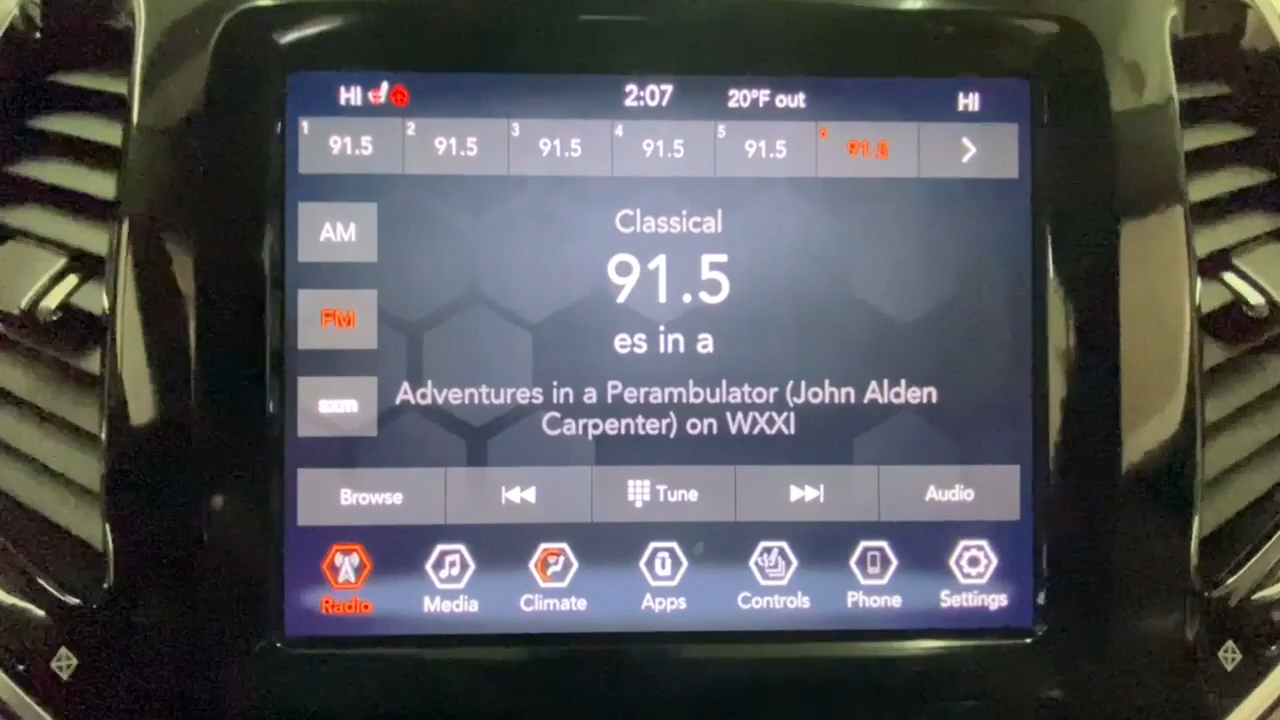 HI 2:07 20°F out HI
1 91.5 2 91.5 3 91.5 4 91.5 5 91.5
AM
Classical
91.5
FM
es in a
sxm
Adventures in a Perambulator (John Alden
Carpenter) on WXXI
Browse Tune Audio
Radio Media Climate Apps Controls Phone Settings